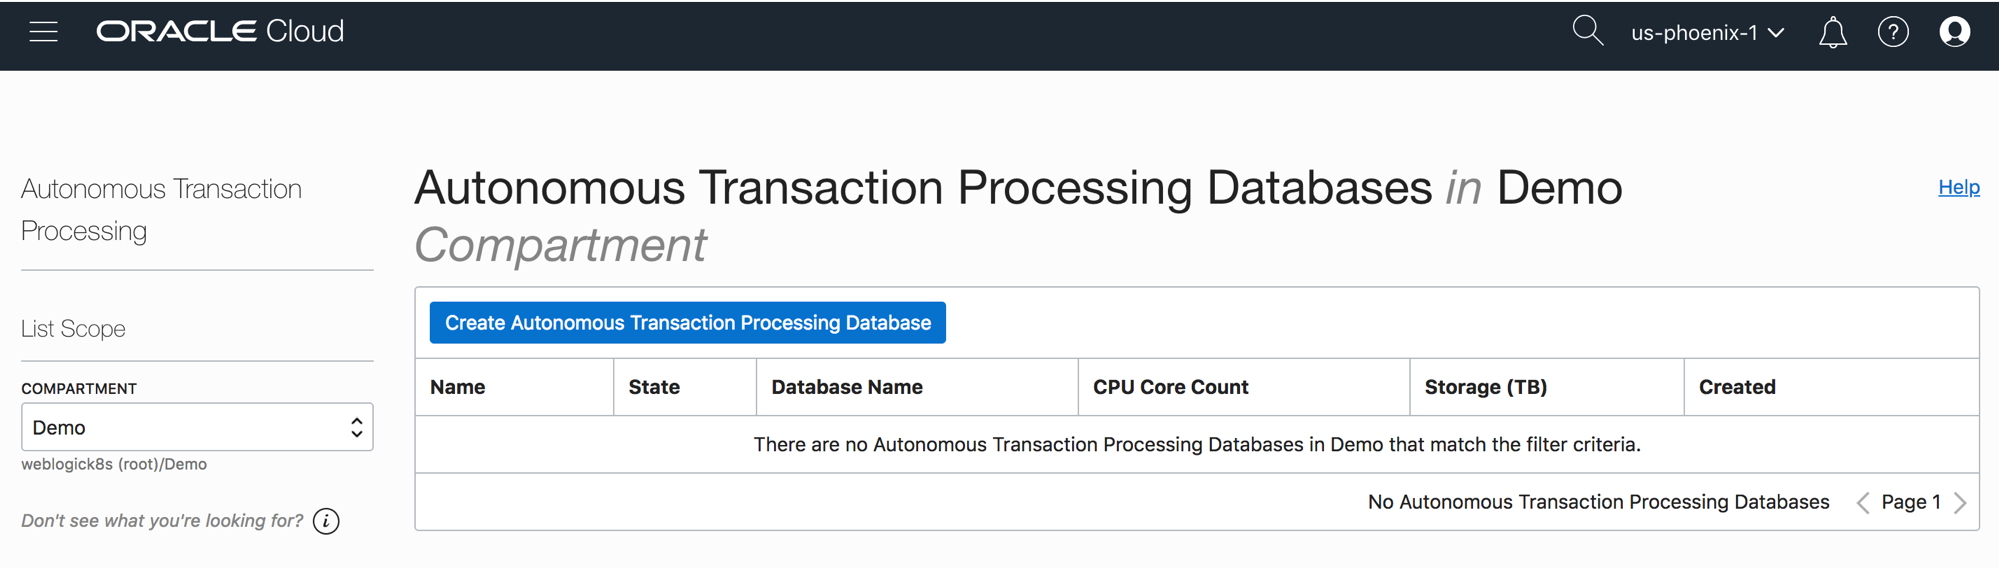 ORACLE Cloud
us-phoenix-1
?
Autonomous Transaction
Processing
List Scope
COMPARTMENT
Demo
weblogick8s (root)/Demo
Don't see what you're looking for? i
Autonomous Transaction Processing Databases in Demo
Compartment
Help
Create Autonomous Transaction Processing Database
Name State Database Name CPU Core Count Storage (TB) Created
There are no Autonomous Transaction Processing Databases in Demo that match the filter criteria.
No Autonomous Transaction Processing Databases Page 1